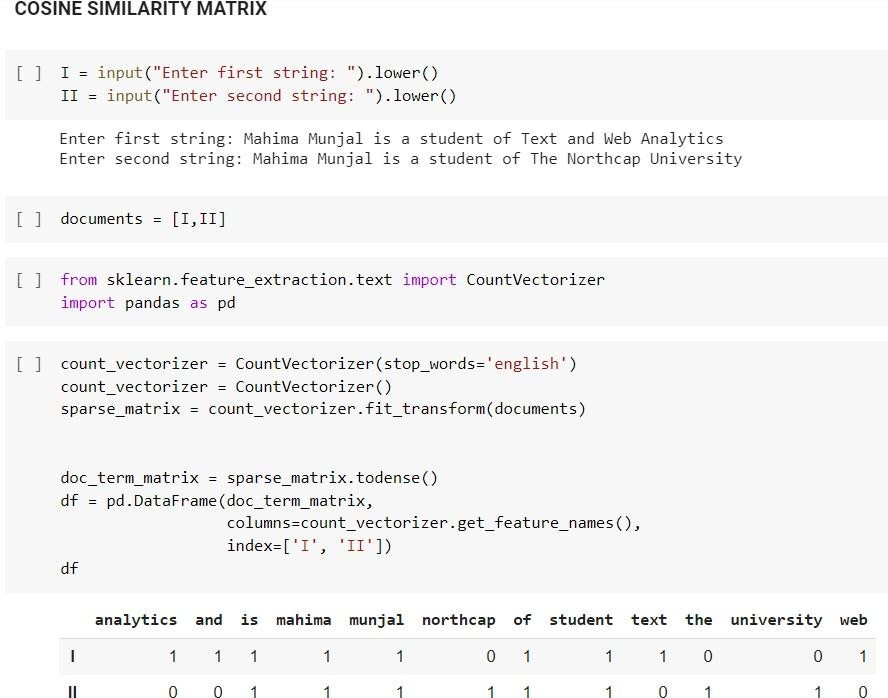 COSINE SIMILARITY MATRIX
[ ] I = input("Enter first string: ").lower()
II = input("Enter second string: ").lower()
Enter first string: Mahima Munjal is a student of Text and Web Analytics
Enter second string: Mahima Munjal is a student of The Northcap University
[ ] documents = [I,II]
[ ] from sklearn.feature_extraction.text import CountVectorizer
import pandas as pd
[ ] count_vectorizer = CountVectorizer(stop_words='english')
count_vectorizer = CountVectorizer()
sparse_matrix = count_vectorizer.fit_transform(documents)
doc_term_matrix = sparse_matrix.todense()
df = pd.DataFrame(doc_term_matrix,
columns=count_vectorizer.get_feature_names(),
index=['I', 'II'])
df
analytics and is mahima munjal northcap of student text the university web
I 1 1 1 1 1 0 1 1 1 0 0 1
II 0 0 1 1 1 1 1 1 0 1 1 0